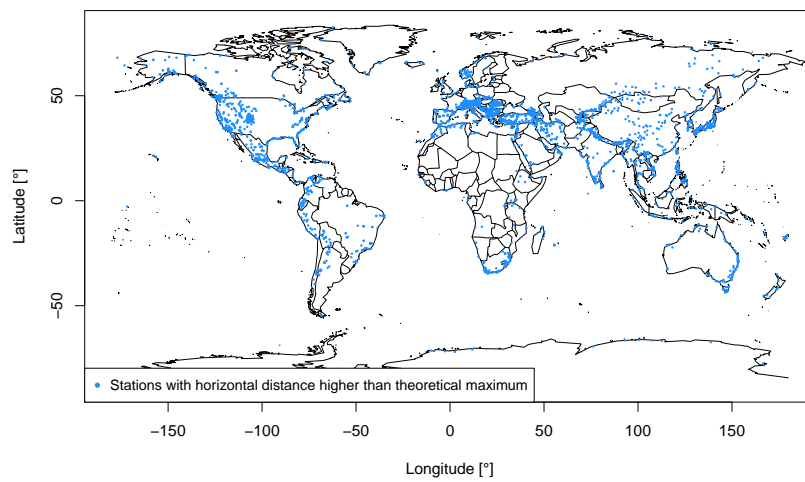 50
0
−50
Latitude [°]
Stations with horizontal distance higher than theoretical maximum
−150 −100 −50 0 50 100 150
Longitude [°]